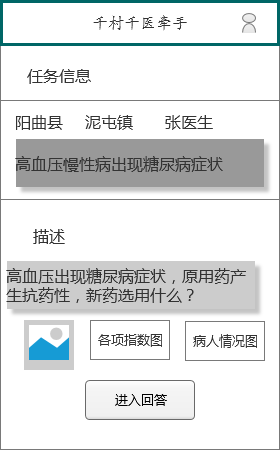 千村千医牵手
任务信息
阳曲县 泥屯镇 张医生
高血压慢性病出现糖尿病症状
描述
高血压出现糖尿病症状，原用药产
生抗药性，新药选用什么？
各项指数图 病人情况图
进入回答